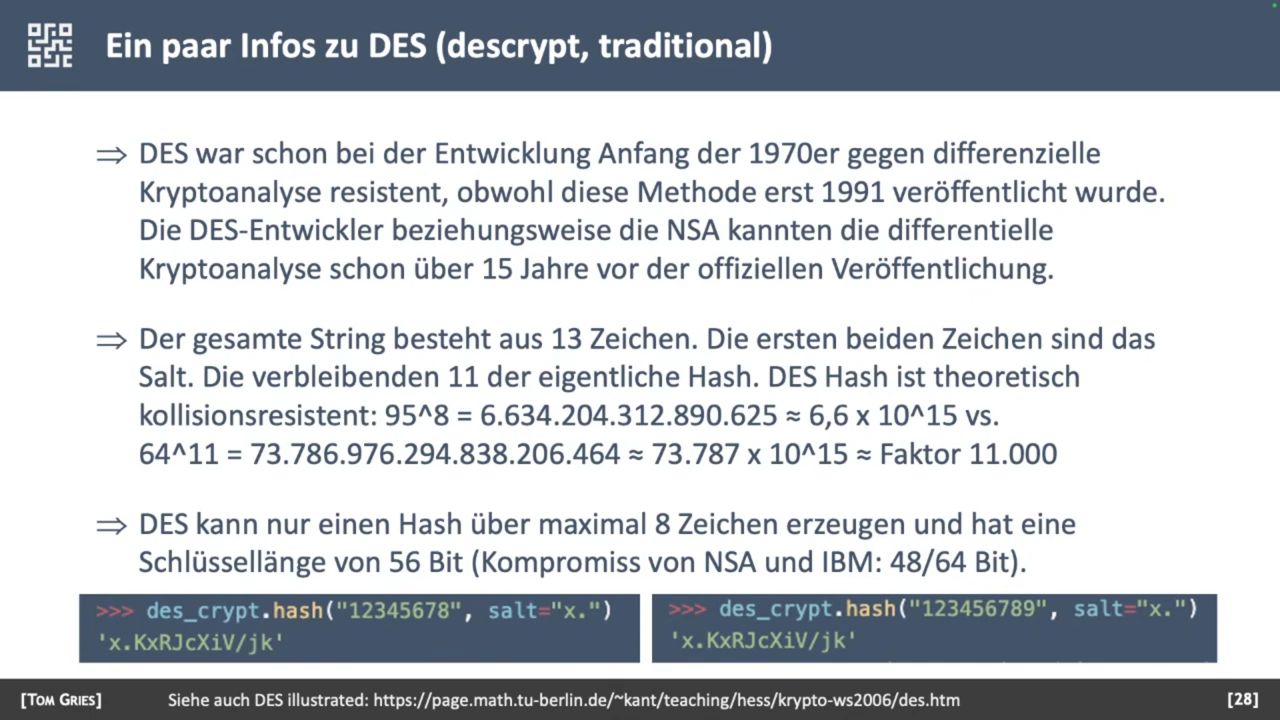 Ein paar Infos zu DES (descrypt, traditional)
⇒ DES war schon bei der Entwicklung Anfang der 1970er gegen differenzielle
Kryptoanalyse resistent, obwohl diese Methode erst 1991 veröffentlicht wurde.
Die DES-Entwickler beziehungsweise die NSA kannten die differentielle
Kryptoanalyse schon über 15 Jahre vor der offiziellen Veröffentlichung.
⇒ Der gesamte String besteht aus 13 Zeichen. Die ersten beiden Zeichen sind das
Salt. Die verbleibenden 11 der eigentliche Hash. DES Hash ist theoretisch
kollisionsresistent: 95^8 = 6.634.204.312.890.625 ≈ 6,6 x 10^15 vs.
64^11 = 73.786.976.294.838.206.464 ≈ 73.787 x 10^15 ≈ Faktor 11.000
⇒ DES kann nur einen Hash über maximal 8 Zeichen erzeugen und hat eine
Schlüssellänge von 56 Bit (Kompromiss von NSA und IBM: 48/64 Bit).
>>> des_crypt.hash("12345678", salt="x.")
'x.KxRJcXiV/jk'
>>> des_crypt.hash("123456789", salt="x.")
'x.KxRJcXiV/jk'
[TOM GRIES] Siehe auch DES illustrated: https://page.math.tu-berlin.de/~kant/teaching/hess/krypto-ws2006/des.htm [28]